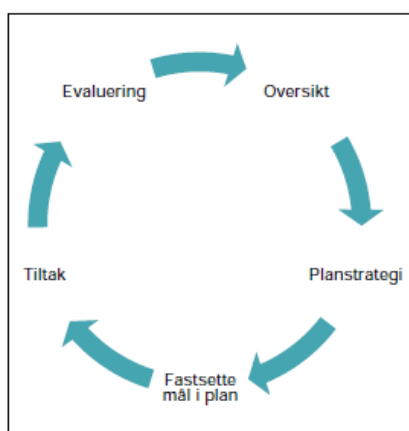 Evaluering
Oversikt
Planstrategi
Fastsette
mål i plan
Tiltak